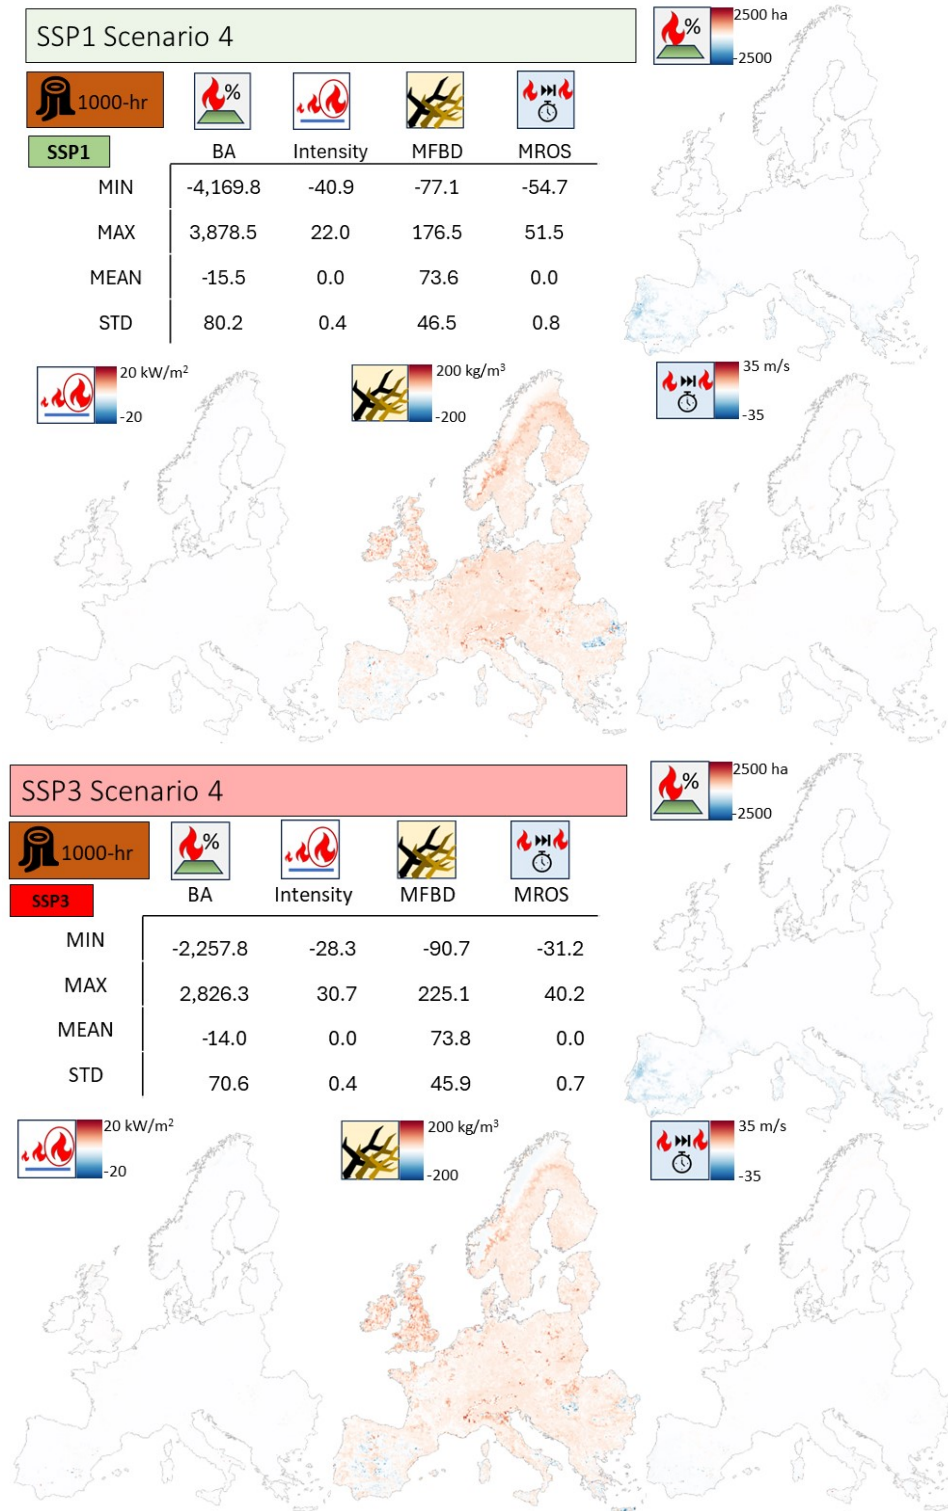 SSP1 Scenario 4
2500 ha
-2500
%
1000-hr
%
SSP1
BA Intensity MFBD MROS
MIN -4,169.8 -40.9 -77.1 -54.7
MAX 3,878.5 22.0 176.5 51.5
MEAN -15.5 0.0 73.6 0.0
STD 80.2 0.4 46.5 0.8
20 kW/m²
-20
200 kg/m³
-200
35 m/s
-35
SSP3 Scenario 4
2500 ha
-2500
%
1000-hr
%
SSP3
BA Intensity MFBD MROS
MIN -2,257.8 -28.3 -90.7 -31.2
MAX 2,826.3 30.7 225.1 40.2
MEAN -14.0 0.0 73.8 0.0
STD 70.6 0.4 45.9 0.7
20 kW/m²
-20
200 kg/m³
-200
35 m/s
-35